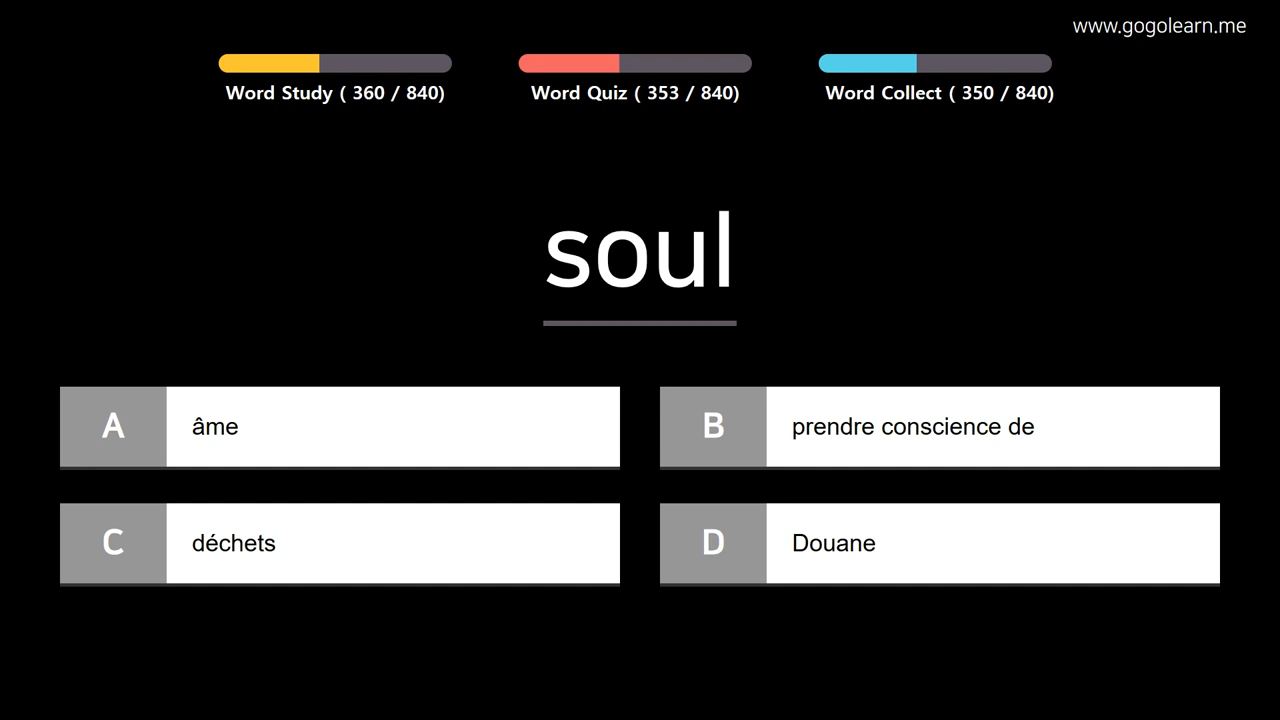 www.gogolearn.me
Word Study ( 360 / 840)
Word Quiz ( 353 / 840)
Word Collect ( 350 / 840)
soul
A âme
B prendre conscience de
C déchets
D Douane